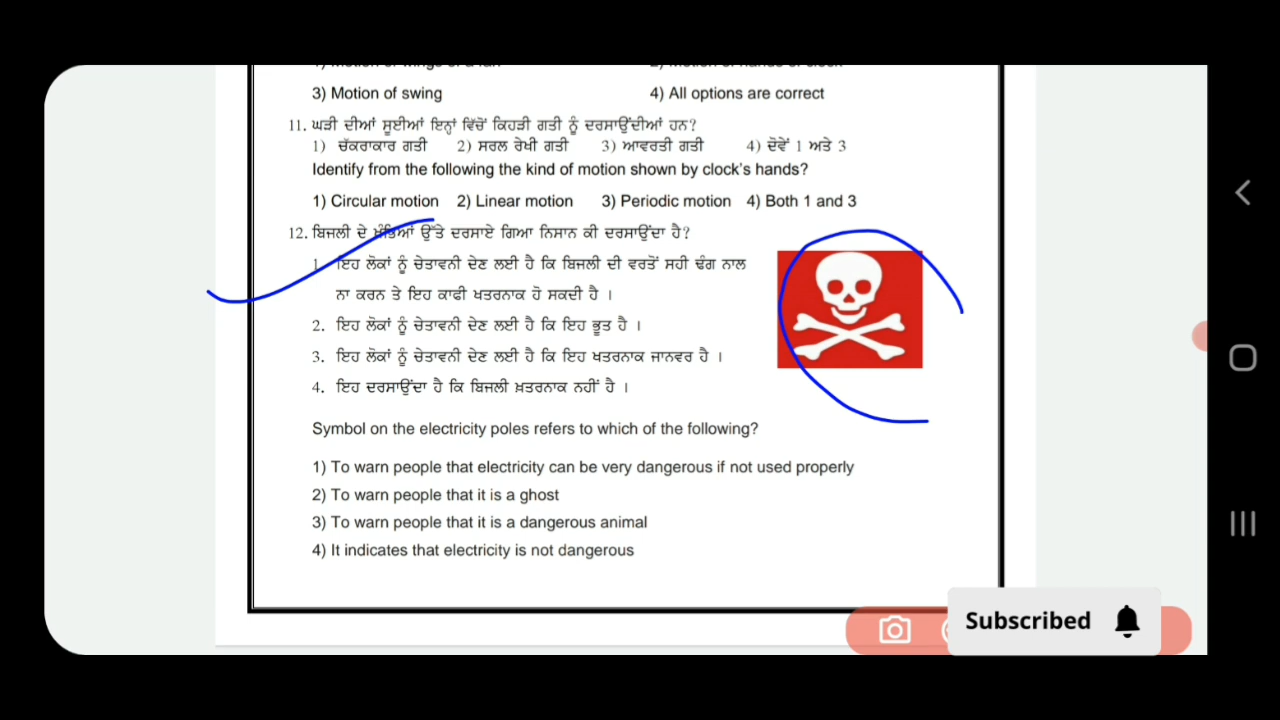 3) Motion of swing 4) All options are correct
11. ਘੜੀ ਦੀਆਂ ਸੂਈਆਂ ਇਨ੍ਹਾਂ ਵਿੱਚੋਂ ਕਿਹੜੀ ਗਤੀ ਨੂੰ ਦਰਸਾਉਂਦੀਆਂ ਹਨ?
1) ਚੱਕਰਾਕਾਰ ਗਤੀ 2) ਸਰਲ ਰੇਖੀ ਗਤੀ 3) ਆਵਰਤੀ ਗਤੀ 4) ਦੋਵੇਂ 1 ਅਤੇ 3
Identify from the following the kind of motion shown by clock's hands?
1) Circular motion 2) Linear motion 3) Periodic motion 4) Both 1 and 3
12. ਬਿਜਲੀ ਦੇ ਖੰਭਿਆਂ ਉੱਤੇ ਦਰਸਾਏ ਗਿਆ ਨਿਸਾਨ ਕੀ ਦਰਸਾਉਂਦਾ ਹੈ?
1. ਇਹ ਲੋਕਾਂ ਨੂੰ ਚੇਤਾਵਨੀ ਦੇਣ ਲਈ ਹੈ ਕਿ ਬਿਜਲੀ ਦੀ ਵਰਤੋਂ ਸਹੀ ਢੰਗ ਨਾਲ
ਨਾ ਕਰਨ ਤੇ ਇਹ ਕਾਫੀ ਖਤਰਨਾਕ ਹੋ ਸਕਦੀ ਹੈ ।
2. ਇਹ ਲੋਕਾਂ ਨੂੰ ਚੇਤਾਵਨੀ ਦੇਣ ਲਈ ਹੈ ਕਿ ਇਹ ਭੂਤ ਹੈ ।
3. ਇਹ ਲੋਕਾਂ ਨੂੰ ਚੇਤਾਵਨੀ ਦੇਣ ਲਈ ਹੈ ਕਿ ਇਹ ਖਤਰਨਾਕ ਜਾਨਵਰ ਹੈ ।
4. ਇਹ ਦਰਸਾਉਂਦਾ ਹੈ ਕਿ ਬਿਜਲੀ ਖ਼ਤਰਨਾਕ ਨਹੀਂ ਹੈ ।
Symbol on the electricity poles refers to which of the following?
1) To warn people that electricity can be very dangerous if not used properly
2) To warn people that it is a ghost
3) To warn people that it is a dangerous animal
4) It indicates that electricity is not dangerous
Subscribed